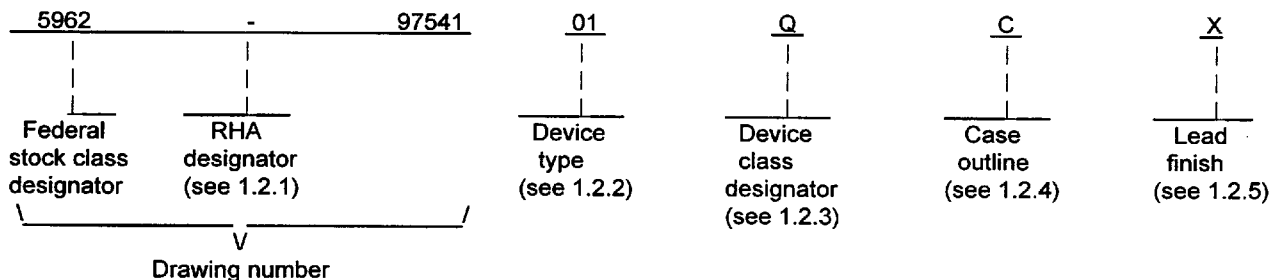 5962 - 97541 01 Q C X
Federal stock class designator
RHA designator (see 1.2.1)
Device type (see 1.2.2)
Device class designator (see 1.2.3)
Case outline (see 1.2.4)
Lead finish (see 1.2.5)
Drawing number